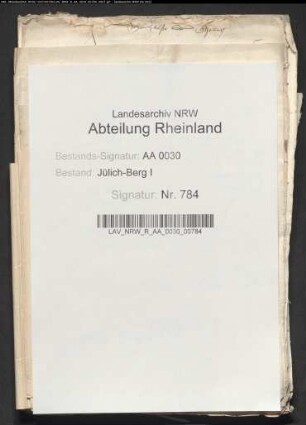 Landesarchiv NRW
Abteilung Rheinland
Bestands-Signatur: AA 0030
Bestand: Jülich-Berg I
Signatur: Nr. 784
LAV_NRW_R_AA_0030_00784